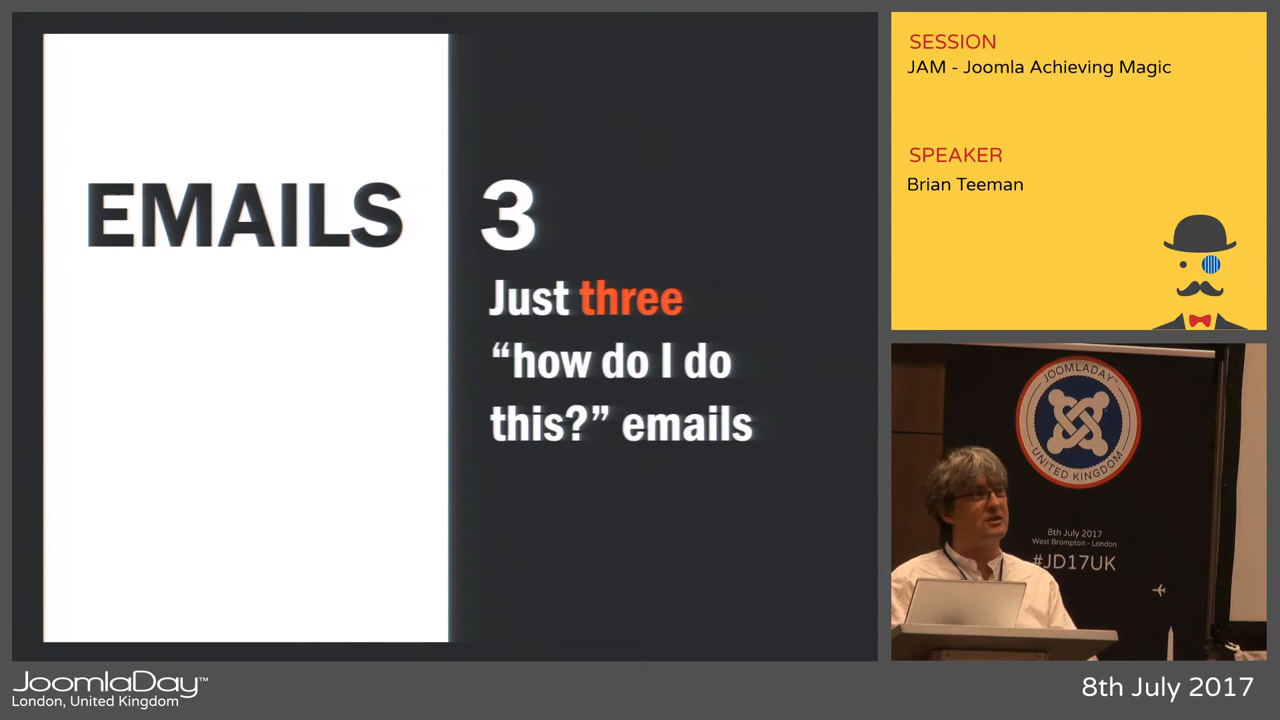 EMAILS
3
Just three
“how do I do
this?” emails
SESSION
JAM - Joomla Achieving Magic
SPEAKER
Brian Teeman
JOOMLADAY™
UNITED KINGDOM
8th July 2017
West Brompton - London
#JD17UK
JoomlaDay™
London, United Kingdom
8th July 2017